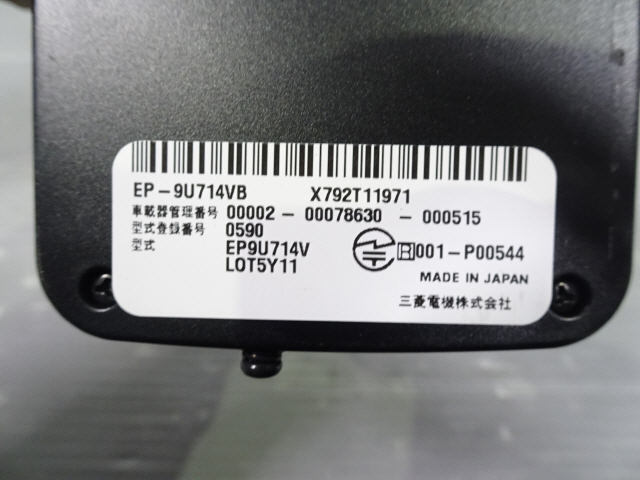 EP-9U714VB X792T11971
車載器管理番号 00002-00078630-000515
型式登録番号 0590
型式 EP9U714V
LOT5Y11
R 001-P00544
MADE IN JAPAN
三菱電機株式会社